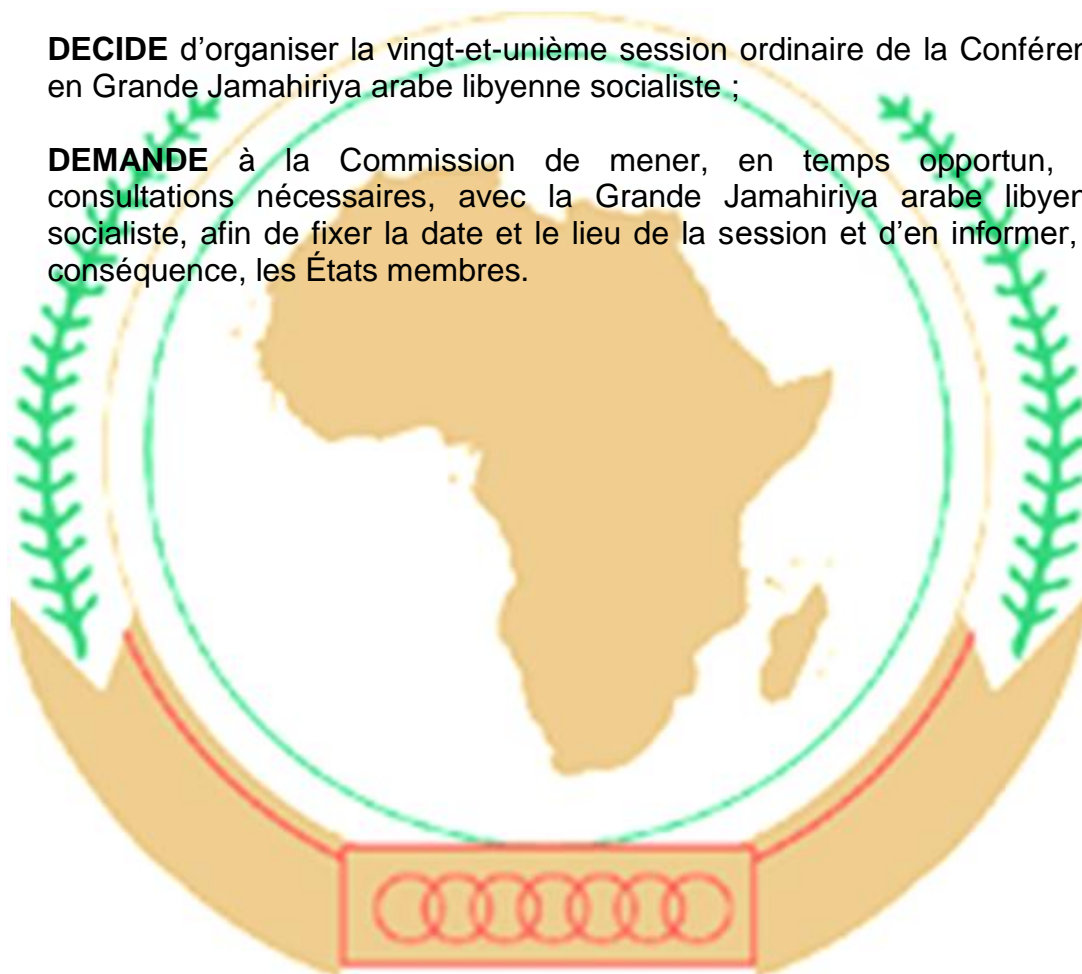 DECIDE d’organiser la vingt-et-unième session ordinaire de la Conféren
en Grande Jamahiriya arabe libyenne socialiste ;
DEMANDE à la Commission de mener, en temps opportun,
consultations nécessaires, avec la Grande Jamahiriya arabe libyen
socialiste, afin de fixer la date et le lieu de la session et d’en informer,
conséquence, les États membres.